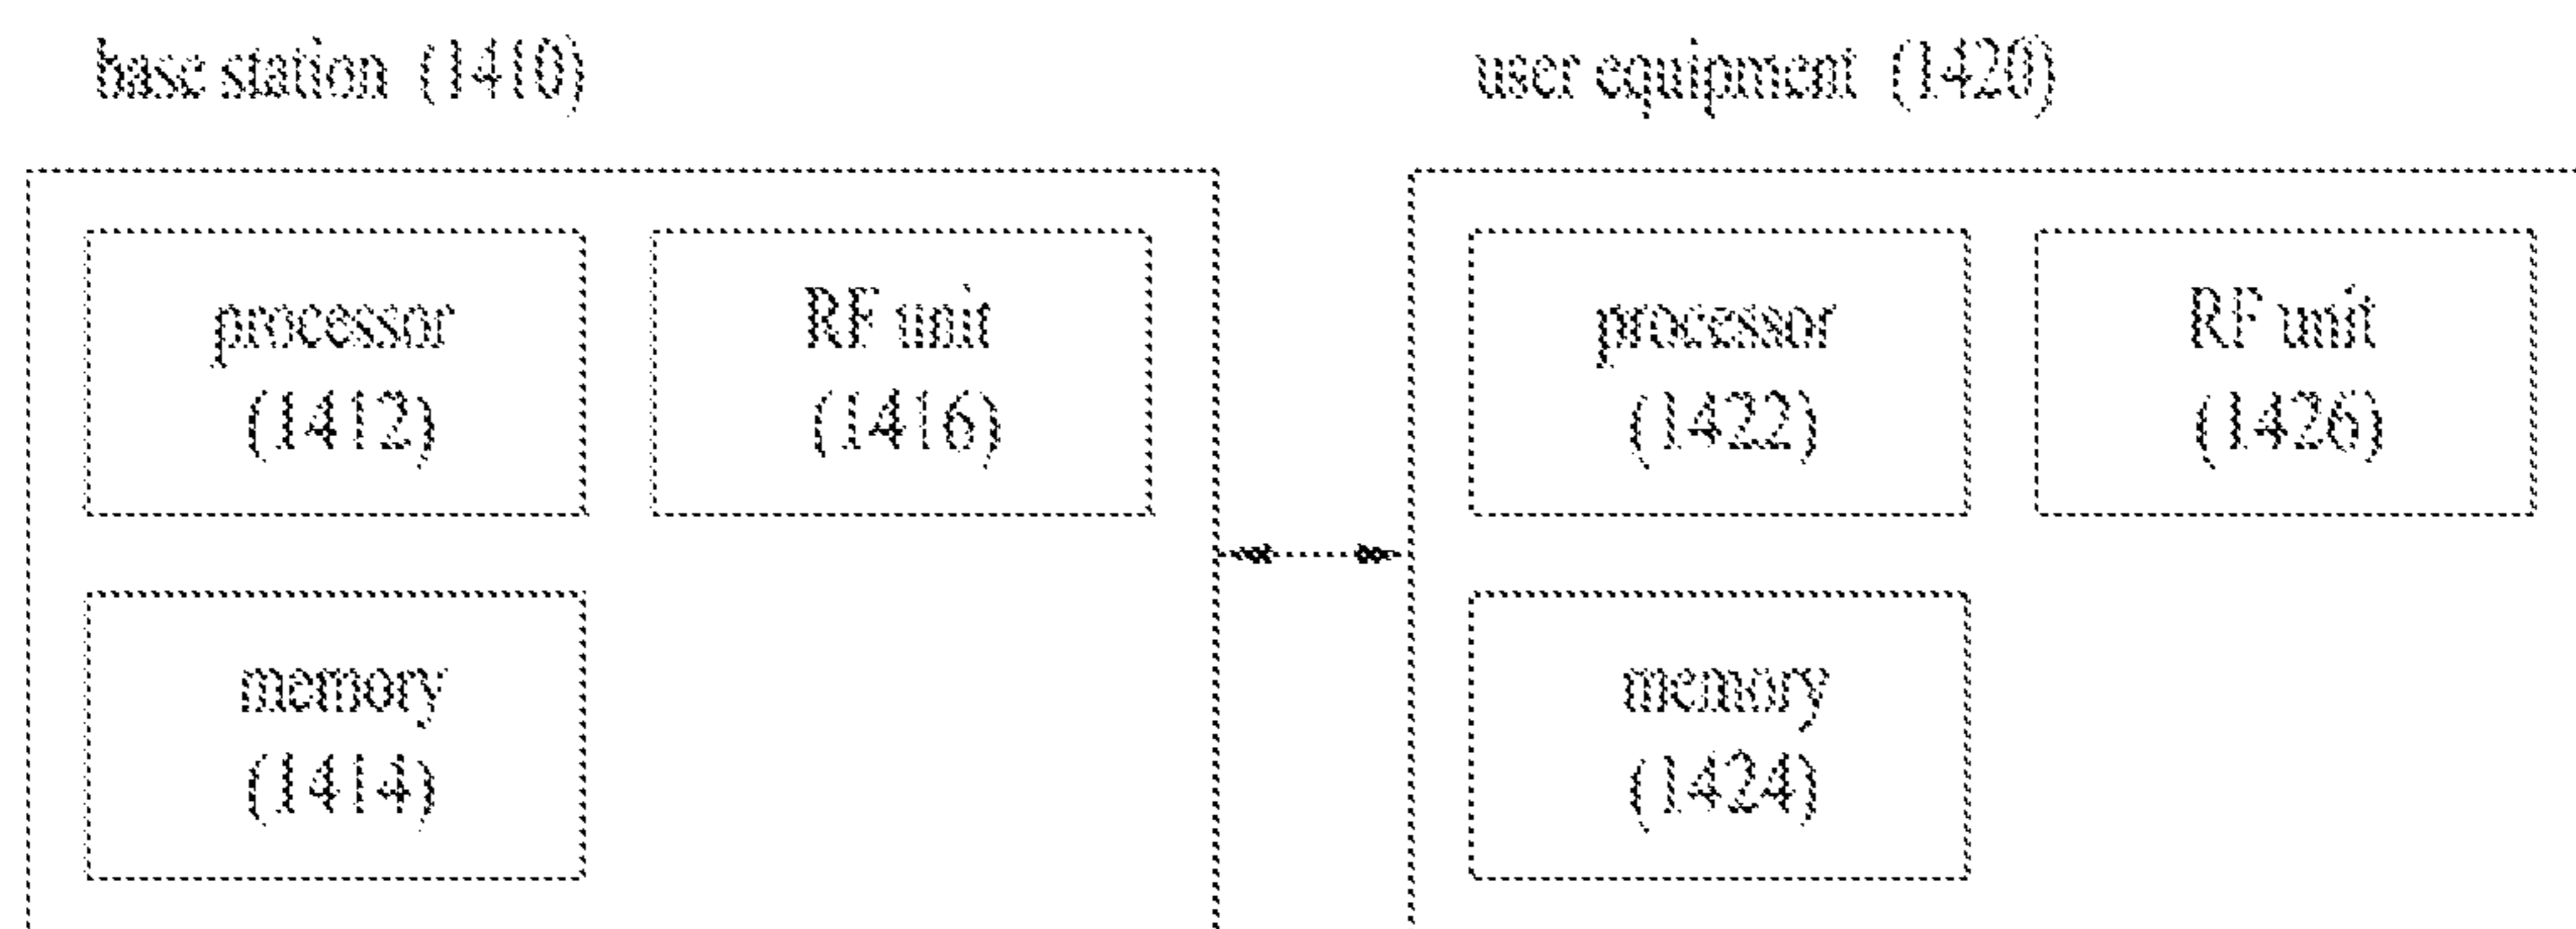 base station (1410)
user equipment (1420)
processor
(1412)
RF unit
(1416)
memory
(1414)
processor
(1422)
RF unit
(1426)
memory
(1424)